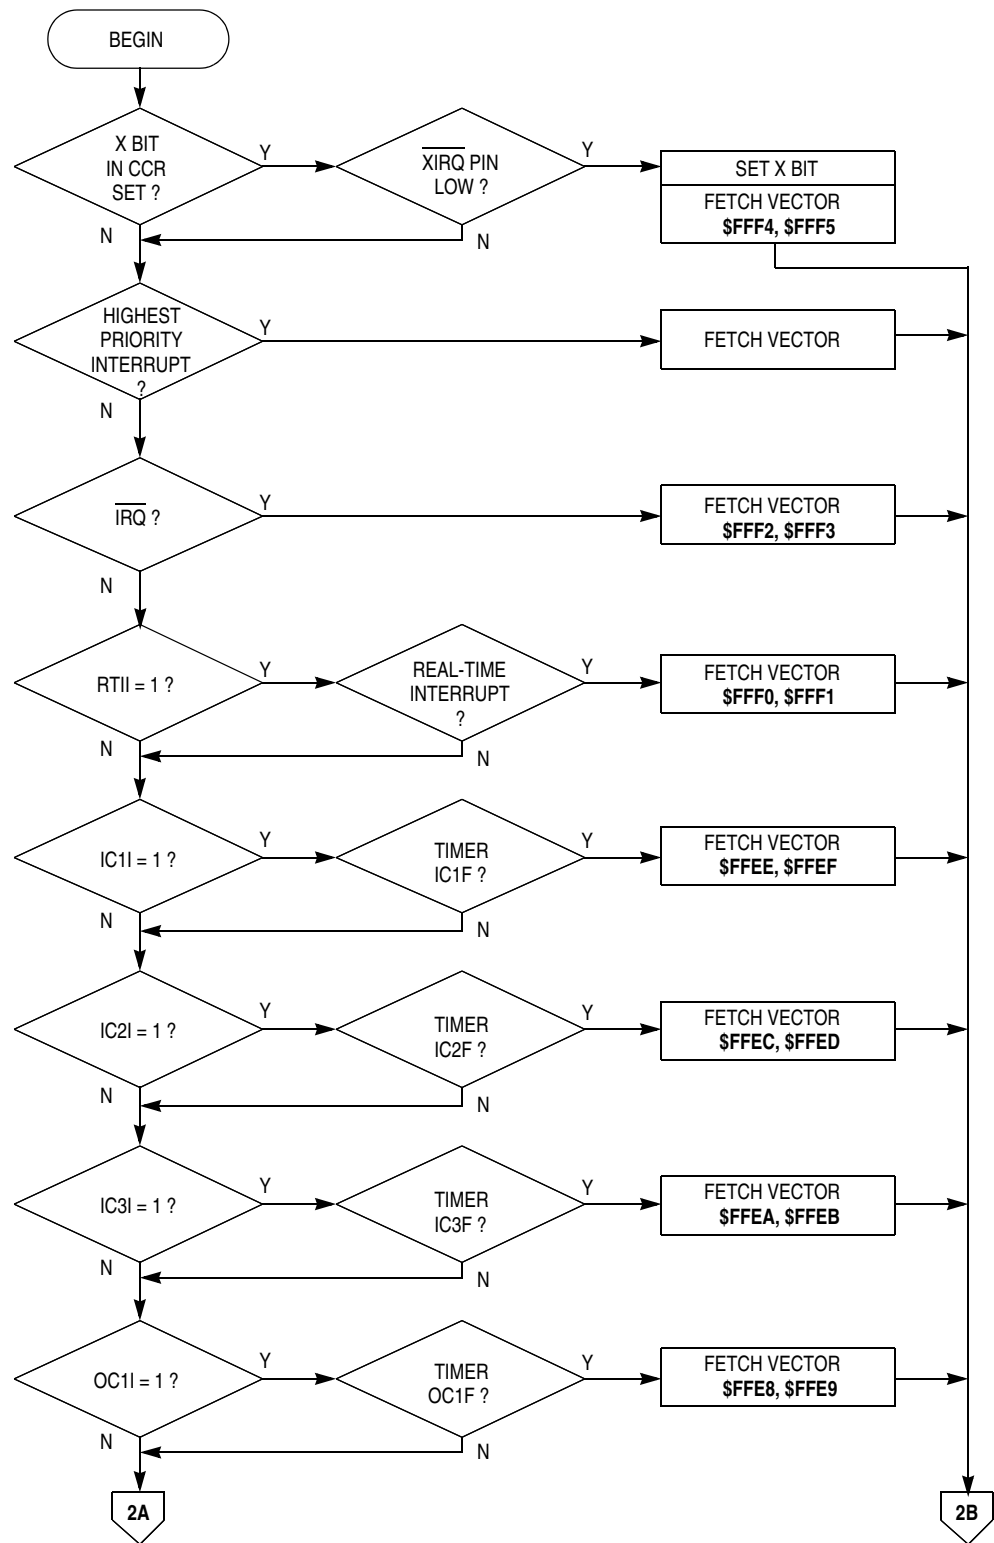 BEGIN
X BIT
IN CCR
SET ?
Y
XIRQ PIN
LOW ?
Y
SET X BIT
FETCH VECTOR
$FFF4, $FFF5
N
N
HIGHEST
PRIORITY
INTERRUPT
?
Y
FETCH VECTOR
N
IRQ ?
Y
FETCH VECTOR
$FFF2, $FFF3
N
RTII = 1 ?
Y
REAL-TIME
INTERRUPT
?
Y
FETCH VECTOR
$FFF0, $FFF1
N
N
IC1I = 1 ?
Y
TIMER
IC1F ?
Y
FETCH VECTOR
$FFEE, $FFEF
N
N
IC2I = 1 ?
Y
TIMER
IC2F ?
Y
FETCH VECTOR
$FFEC, $FFED
N
N
IC3I = 1 ?
Y
TIMER
IC3F ?
Y
FETCH VECTOR
$FFEA, $FFEB
N
N
OC1I = 1 ?
Y
TIMER
OC1F ?
Y
FETCH VECTOR
$FFE8, $FFE9
N
N
2A
2B